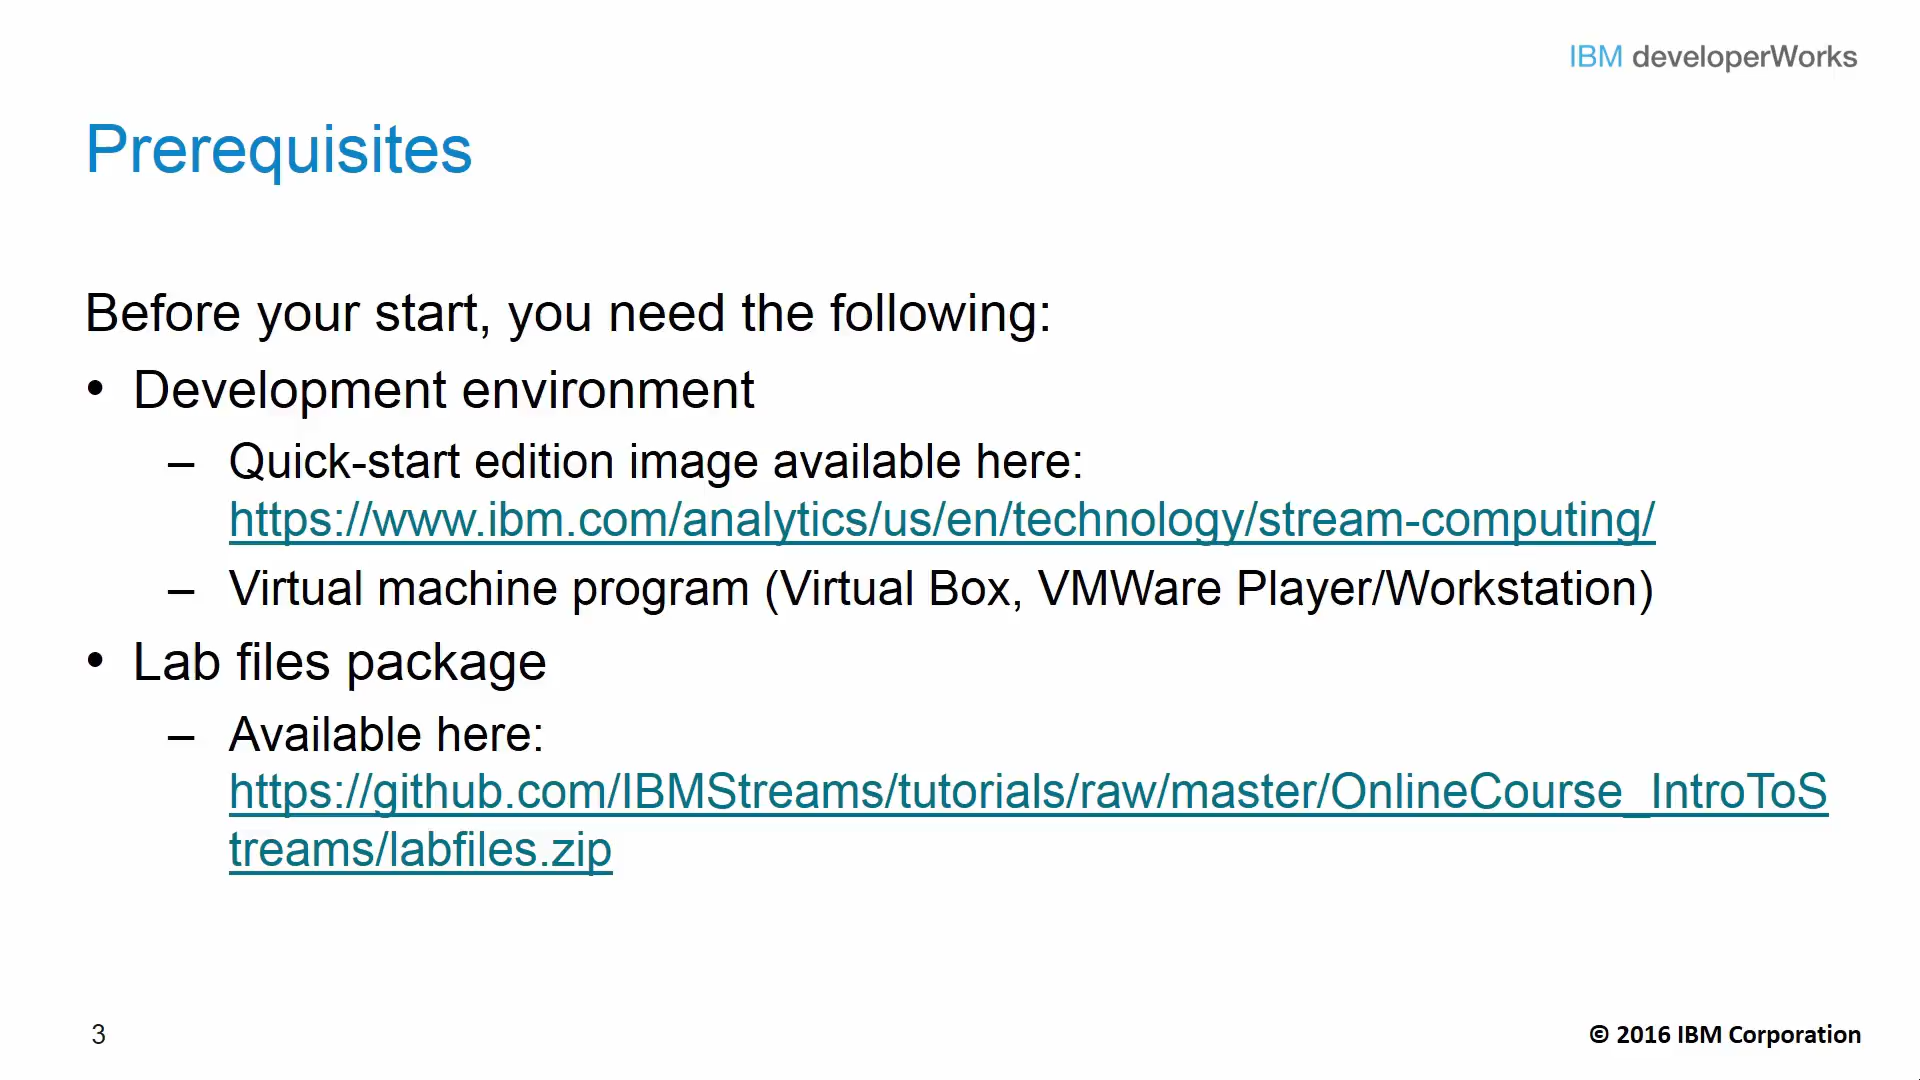 IBM developerWorks
Prerequisites
Before your start, you need the following:
• Development environment
– Quick-start edition image available here:
https://www.ibm.com/analytics/us/en/technology/stream-computing/
– Virtual machine program (Virtual Box, VMWare Player/Workstation)
• Lab files package
– Available here:
https://github.com/IBMStreams/tutorials/raw/master/OnlineCourse_IntroToS
treams/labfiles.zip
3
© 2016 IBM Corporation